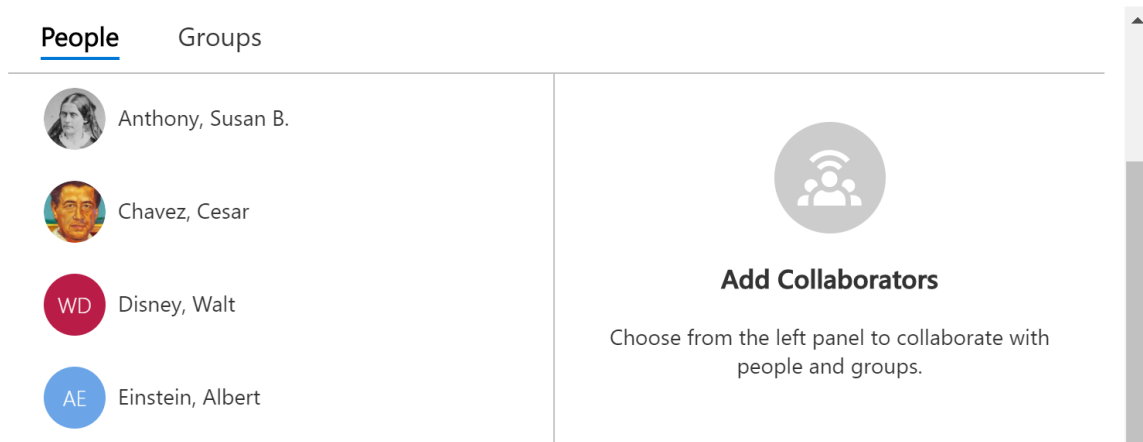 People Groups
Anthony, Susan B.
Chavez, Cesar
WD Disney, Walt
AE Einstein, Albert
Add Collaborators
Choose from the left panel to collaborate with
people and groups.